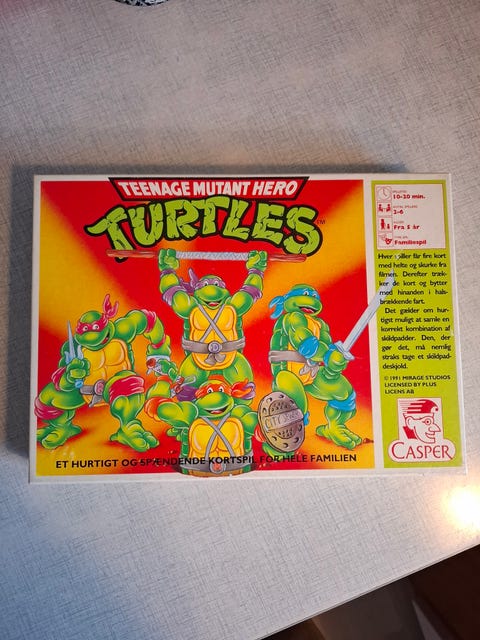 TEENAGE MUTANT HERO
TURTLES
TM
SPILLETID
10-20 min.
ANTAL SPILLERE
2-6
ALDER
Fra 5 år
TYPE SPIL
Familiespil
Hver spiller får fire kort
med helte og skurke fra
filmen. Derefter træk-
ker de kort og bytter
med hinanden i hals-
brækkende fart.
Det gælder om hur-
tigst muligt at samle en
korrekt kombination af
skildpadder. Den, der
gør det, må nemlig
straks tage et skildpad-
deskjold.
© 1991 MIRAGE STUDIOS
LICENSED BY PLUS
LICENS AB
CASPER
CITY
ET HURTIGT OG SPÆNDENDE KORTSPIL FOR HELE FAMILIEN